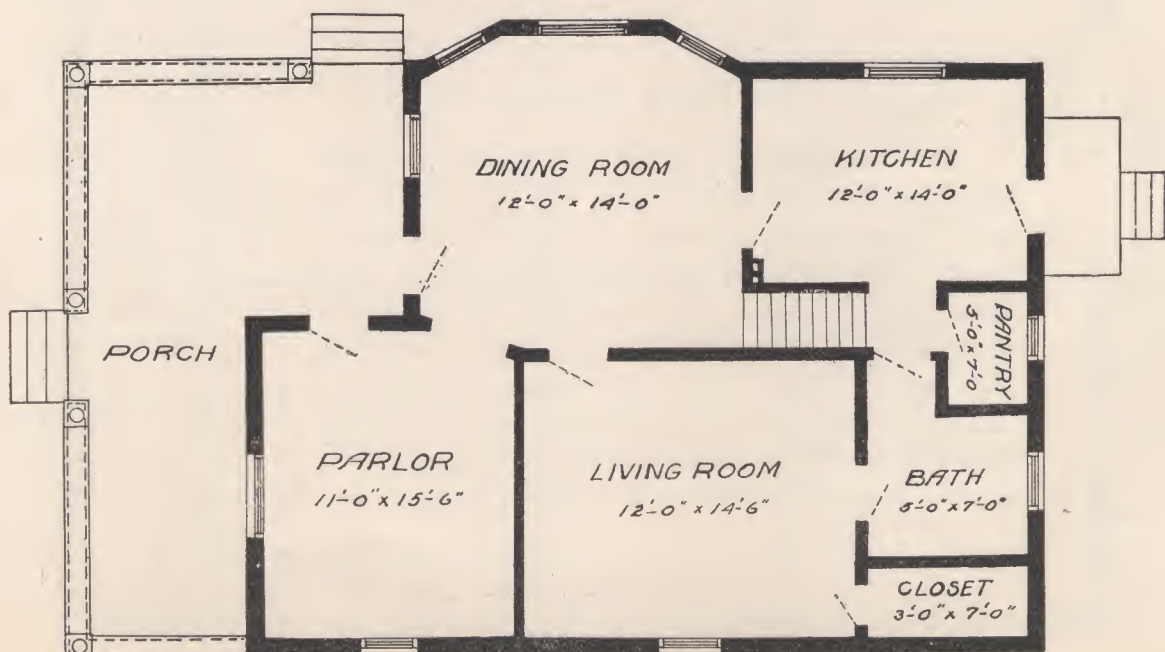 DINING ROOM
12'-0" x 14'-0"
KITCHEN
12'-0" x 14'-0"
PORCH
PANTRY
5'-0" x 7'-0
PARLOR
11'-0" x 15'-6"
LIVING ROOM
12'-0" x 14'-6"
BATH
5'-0" x 7'-0"
CLOSET
3'-0" x 7'-0"